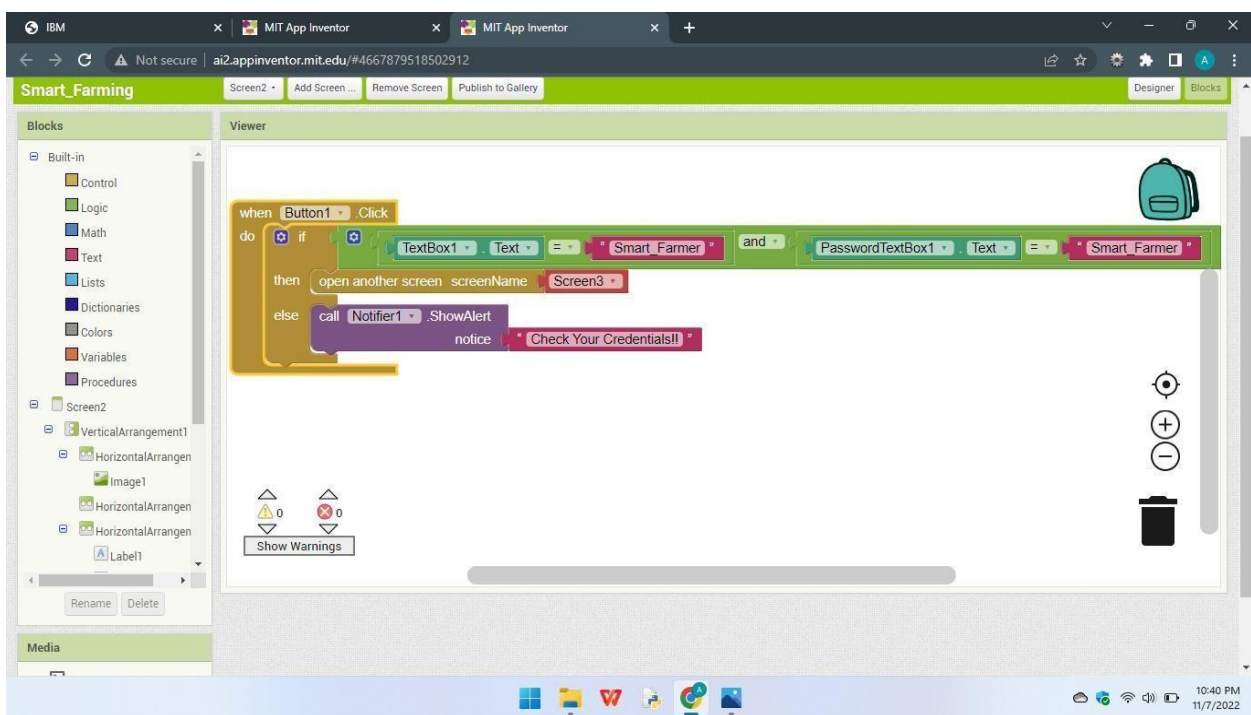 IBM
MIT App Inventor
MIT App Inventor
Not secure
ai2.appinventor.mit.edu/#4667879518502912
A
Smart_Farming
Screen2
Add Screen ...
Remove Screen
Publish to Gallery
Designer
Blocks
Blocks
Viewer
Built-in
Control
Logic
Math
Text
Lists
Dictionaries
Colors
Variables
Procedures
Screen2
VerticalArrangement1
HorizontalArrangen
Image1
HorizontalArrangen
HorizontalArrangen
A Label1
Rename
Delete
Media
when Button1 .Click
do if TextBox1 . Text = " Smart_Farmer " and PasswordTextBox1 . Text = " Smart_Farmer "
then open another screen screenName Screen3
else call Notifier1 .ShowAlert
notice " Check Your Credentials!! "
0 0
Show Warnings
10:40 PM
11/7/2022